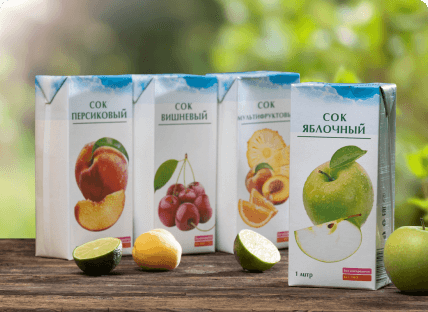 СОК
ПЕРСИКОВЫЙ
СОК
ВИШНЕВЫЙ
СОК
МУЛЬТИФРУКТОВЫЙ
СОК
ЯБЛОЧНЫЙ
1 литр